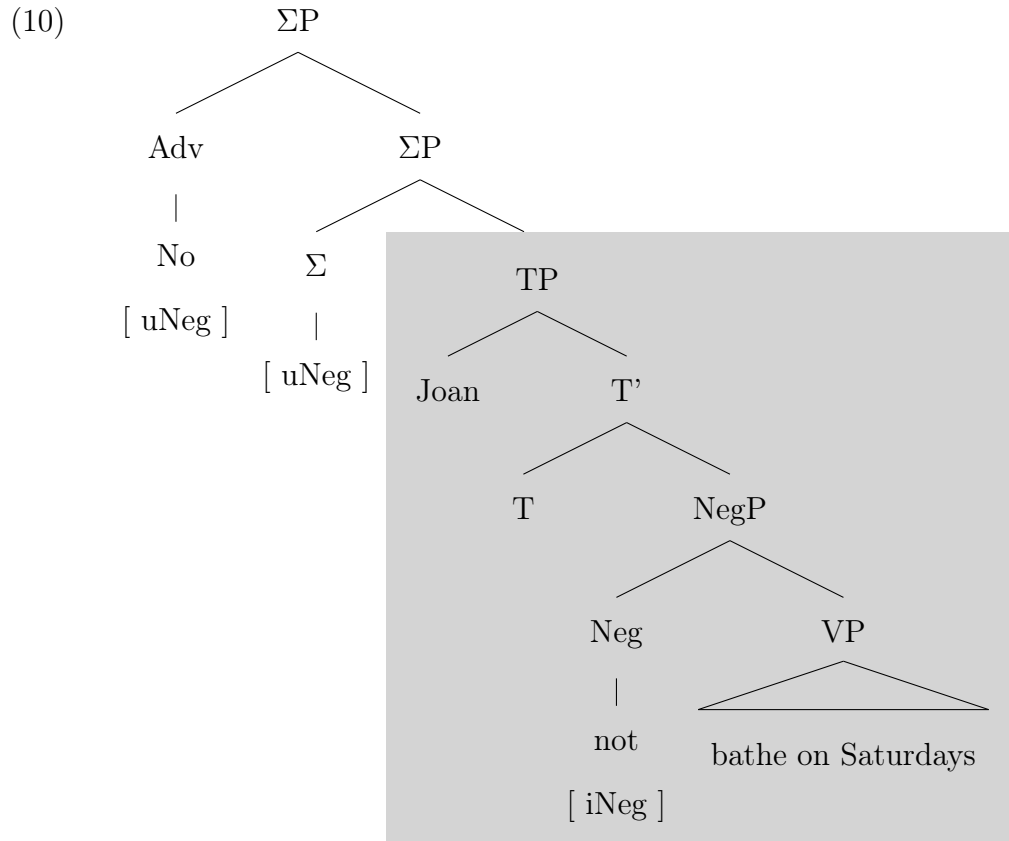 (10) ΣP
Adv ΣP
|
No Σ TP
[ uNeg ] |
[ uNeg ] Joan T'
T NegP
Neg VP
|
not bathe on Saturdays
[ iNeg ]